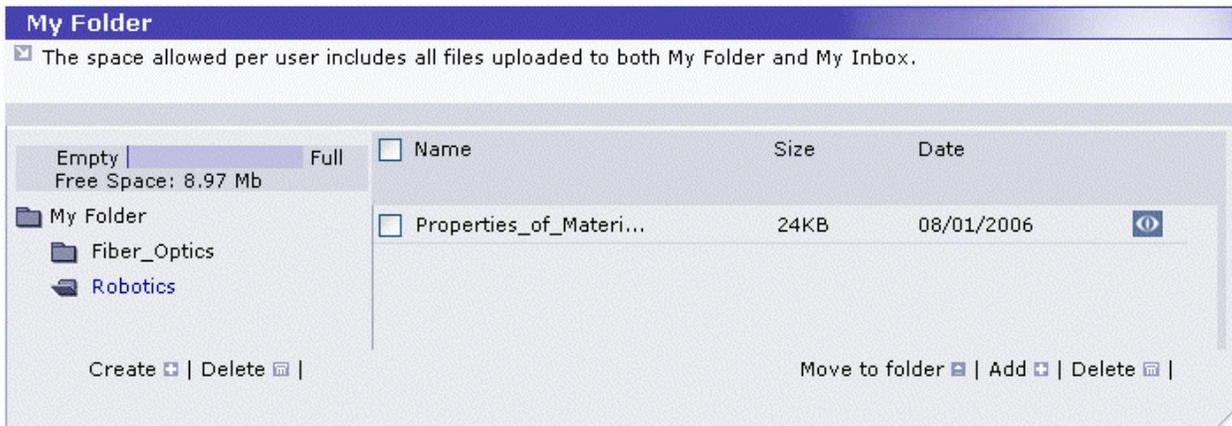 My Folder
The space allowed per user includes all files uploaded to both My Folder and My Inbox.
Empty Full
Free Space: 8.97 Mb
My Folder
Fiber_Optics
Robotics
Create | Delete |
Name Size Date
Properties_of_Materi... 24KB 08/01/2006
Move to folder | Add | Delete |